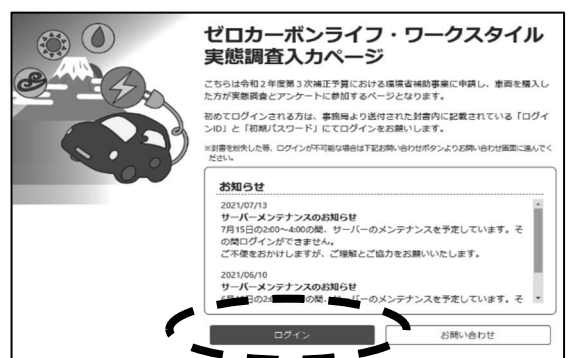 ゼロカーボンライフ・ワークスタイル
実態調査入力ページ
こちらは令和2年度第3次補正予算における環境省補助事業に申請し、車両を購入し
た方が実態調査とアンケートに参加するページとなります。
初めてログインされる方は、事務局より送付された封書内に記載されている「ログイ
ンID」と「初期パスワード」にてログインをお願いします。
※封書を紛失した等、ログインが不可能な場合は下記お問い合わせボタンよりお問い合わせ画面に進んでく
ださい。
お知らせ
2021/07/13
サーバーメンテナンスのお知らせ
7月15日の2:00~4:00の間、サーバーのメンテナンスを予定しています。そ
の間ログインができません。
ご不便をおかけしますが、ご理解とご協力をお願いいたします。
2021/06/10
サーバーメンテナンスのお知らせ
の間、サーバーのメンテナンスを予定しています。そ
ログイン
お問い合わせ